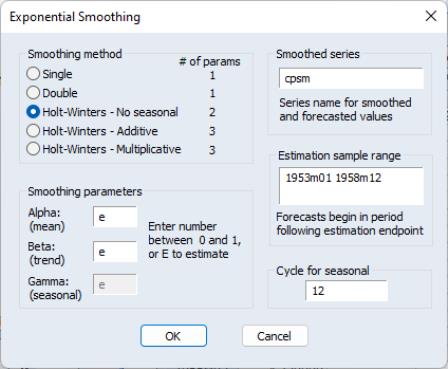 Exponential Smoothing
Smoothing method
# of params
Single 1
Double 1
Holt-Winters - No seasonal 2
Holt-Winters - Additive 3
Holt-Winters - Multiplicative 3
Smoothing parameters
Alpha:
(mean)
e
Beta:
(trend)
e
Gamma:
(seasonal)
e
Enter number
between 0 and 1,
or E to estimate
Smoothed series
cpsm
Series name for smoothed
and forecasted values
Estimation sample range
1953m01 1958m12
Forecasts begin in period
following estimation endpoint
Cycle for seasonal
12
OK
Cancel